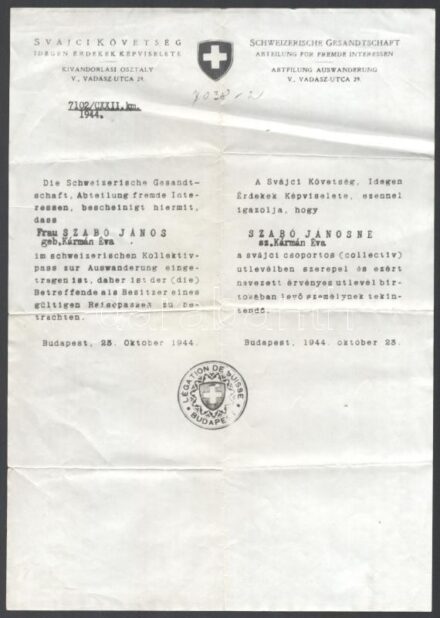 SVÁJCI KÖVETSÉG
IDEGEN ÉRDEKEK KÉPVISELETE
KIVÁNDORLÁSI OSZTÁLY
V., VADÁSZ-UTCA 29.
SCHWEIZERISCHE GESANDTSCHAFT
ABTEILUNG FÜR FREMDE INTERESSEN
ABTEILUNG AUSWANDERUNG
V., VADÁSZ-UTCA 29.
7102/CXXII.km.
1944.
Die Schweizerische Gesandt-
schaft, Abteilung fremde Inte-
ressen, bescheinigt hiermit,
dass
Frau SZABÓ JÁNOS
geb.Kármán Éva
im schweizerischen Kollektiv-
pass zur Auswanderung einge-
tragen ist, daher ist der (die)
Betreffende als Besitzer eines
gültigen Reisepasses zu be-
trachten.
Budapest, 23. Oktober 1944.
A Svájci Követség, Idegen
Érdekek Képviselete, ezennel
igazolja, hogy
SZABÓ JÁNOSNE
sz.Kármán Éva
a svájci csoportos (collectiv)
útlevélben szerepel és ezért
nevezett érvényes útlevél bir-
tokában levő személynek tekin-
tendő.
Budapest, 1944. október 23.
LÉGATION DE SUISSE
BUDAPEST